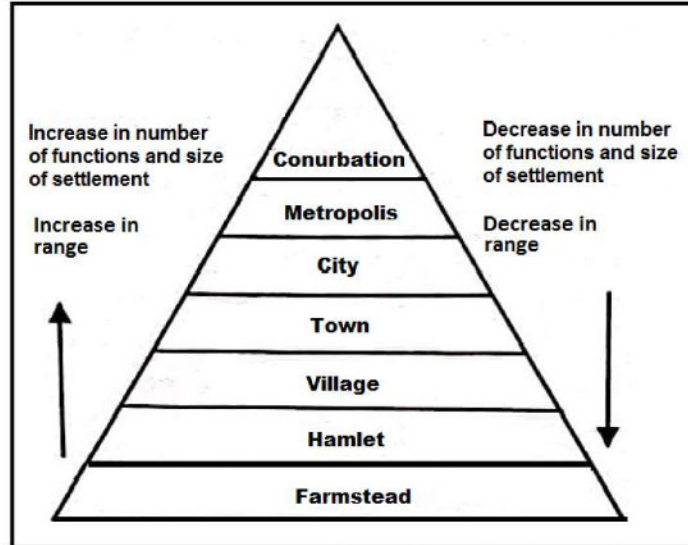 Increase in number
of functions and size
of settlement
Increase in
range
Decrease in number
of functions and size
of settlement
Decrease in
range
Conurbation
Metropolis
City
Town
Village
Hamlet
Farmstead